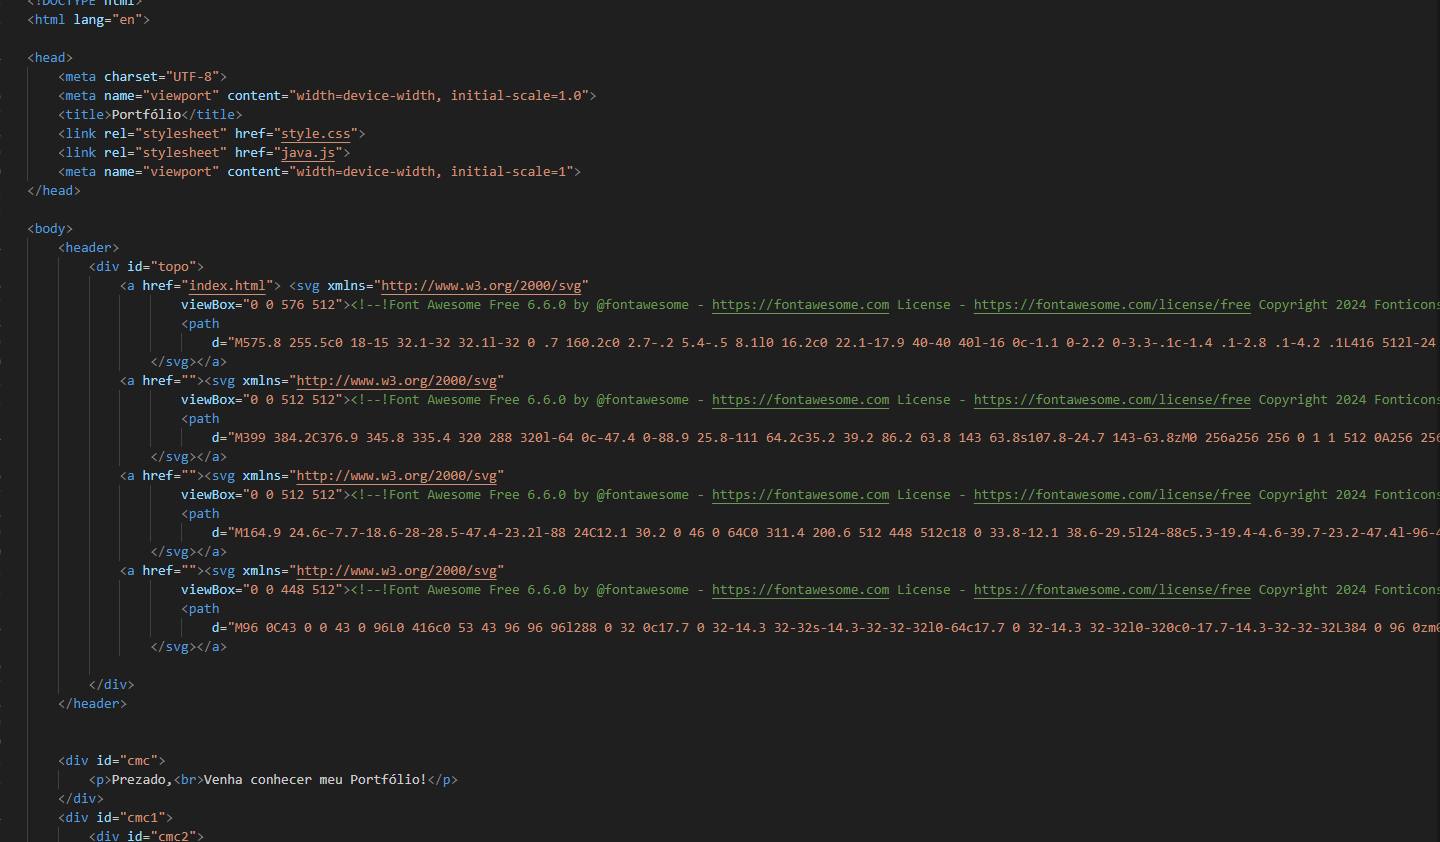 <!DOCTYPE html>
<html lang="en">
<head>
<meta charset="UTF-8">
<meta name="viewport" content="width=device-width, initial-scale=1.0">
<title>Portfólio</title>
<link rel="stylesheet" href="style.css">
<link rel="stylesheet" href="java.js">
<meta name="viewport" content="width=device-width, initial-scale=1">
</head>
<body>
<header>
<div id="topo">
<a href="index.html"> <svg xmlns="http://www.w3.org/2000/svg"
viewBox="0 0 576 512"><!--!Font Awesome Free 6.6.0 by @fontawesome - https://fontawesome.com License - https://fontawesome.com/license/free Copyright 2024 Fonticons
<path
d="M575.8 255.5c0 18-15 32.1-32 32.1l-32 0 .7 160.2c0 2.7-.2 5.4-.5 8.1l0 16.2c0 22.1-17.9 40-40 40l-16 0c-1.1 0-2.2 0-3.3-.1c-1.4 .1-2.8 .1-4.2 .1L416 512l-24
</svg></a>
<a href=""><svg xmlns="http://www.w3.org/2000/svg"
viewBox="0 0 512 512"><!--!Font Awesome Free 6.6.0 by @fontawesome - https://fontawesome.com License - https://fontawesome.com/license/free Copyright 2024 Fonticons
<path
d="M399 384.2C376.9 345.8 335.4 320 288 320l-64 0c-47.4 0-88.9 25.8-111 64.2c35.2 39.2 86.2 63.8 143 63.8s107.8-24.7 143-63.8zM0 256a256 256 0 1 1 512 0A256 256
</svg></a>
<a href=""><svg xmlns="http://www.w3.org/2000/svg"
viewBox="0 0 512 512"><!--!Font Awesome Free 6.6.0 by @fontawesome - https://fontawesome.com License - https://fontawesome.com/license/free Copyright 2024 Fonticons
<path
d="M164.9 24.6c-7.7-18.6-28-28.5-47.4-23.2l-88 24C12.1 30.2 0 46 0 64C0 311.4 200.6 512 448 512c18 0 33.8-12.1 38.6-29.5l24-88c5.3-19.4-4.6-39.7-23.2-47.4l-96-4
</svg></a>
<a href=""><svg xmlns="http://www.w3.org/2000/svg"
viewBox="0 0 448 512"><!--!Font Awesome Free 6.6.0 by @fontawesome - https://fontawesome.com License - https://fontawesome.com/license/free Copyright 2024 Fonticons
<path
d="M96 0C43 0 0 43 0 96L0 416c0 53 43 96 96 96l288 0 32 0c17.7 0 32-14.3 32-32s-14.3-32-32-32l0-64c17.7 0 32-14.3 32-32l0-320c0-17.7-14.3-32-32-32L384 0 96 0zm0
</svg></a>
</div>
</header>
<div id="cmc">
<p>Prezado,<br>Venha conhecer meu Portfólio!</p>
</div>
<div id="cmc1">
<div id="cmc2">